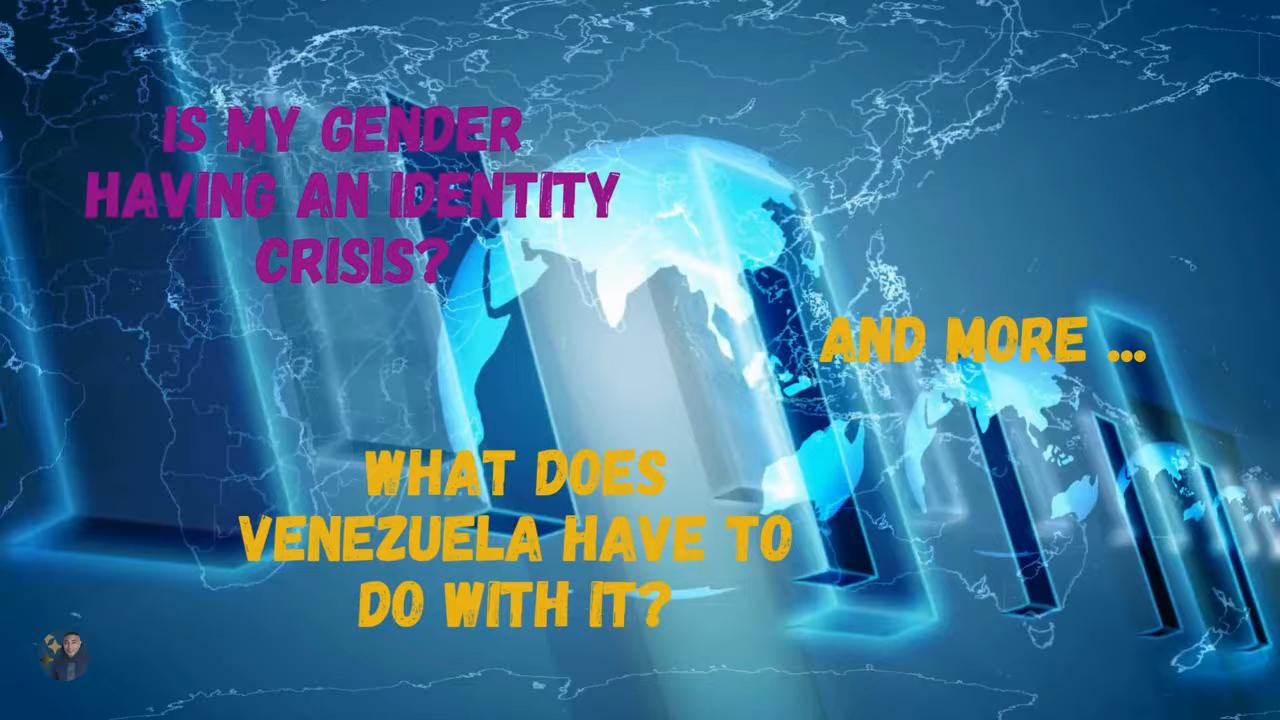 IS MY GENDER
HAVING AN IDENTITY
CRISIS?
AND MORE ...
WHAT DOES
VENEZUELA HAVE TO
DO WITH IT?